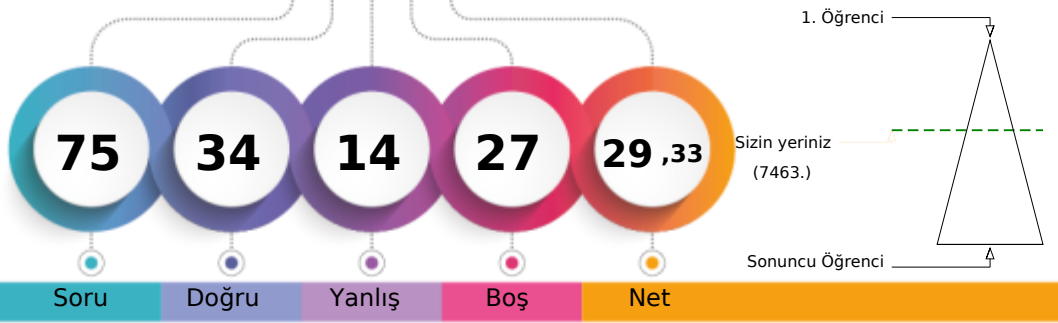 1. Öğrenci
75
34
14
27
29 ,33
Sizin yeriniz
(7463.)
Sonuncu Öğrenci
Soru
Doğru
Yanlış
Boş
Net